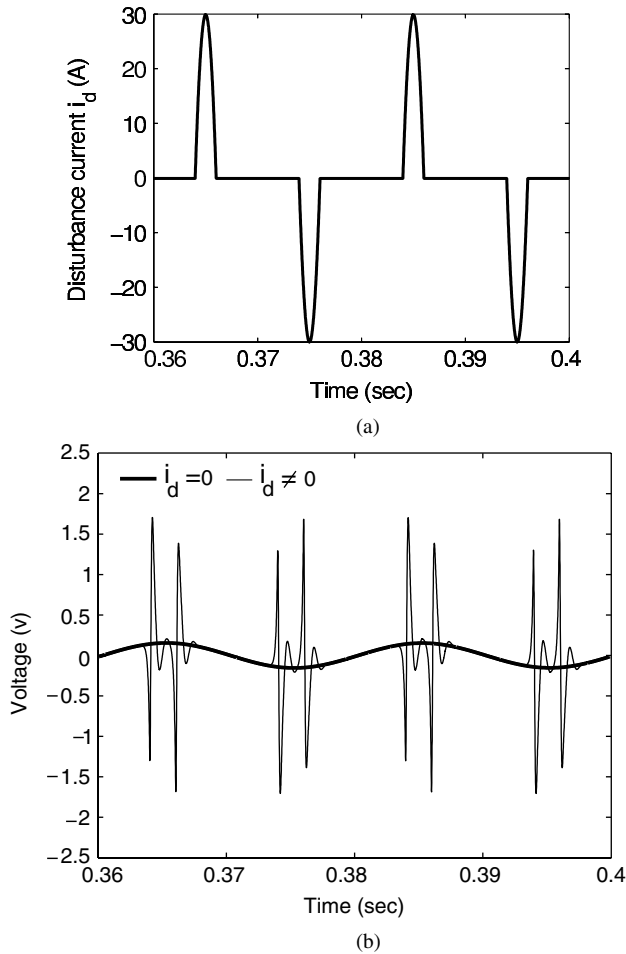 30
20
10
0
−10
−20
−30
Disturbance current i_d (A)
0.36 0.37 0.38 0.39 0.4
Time (sec)
(a)
2.5
2
1.5
1
0.5
0
−0.5
−1
−1.5
−2
−2.5
Voltage (v)
i_d =0 i_d ≠ 0
0.36 0.37 0.38 0.39 0.4
Time (sec)
(b)